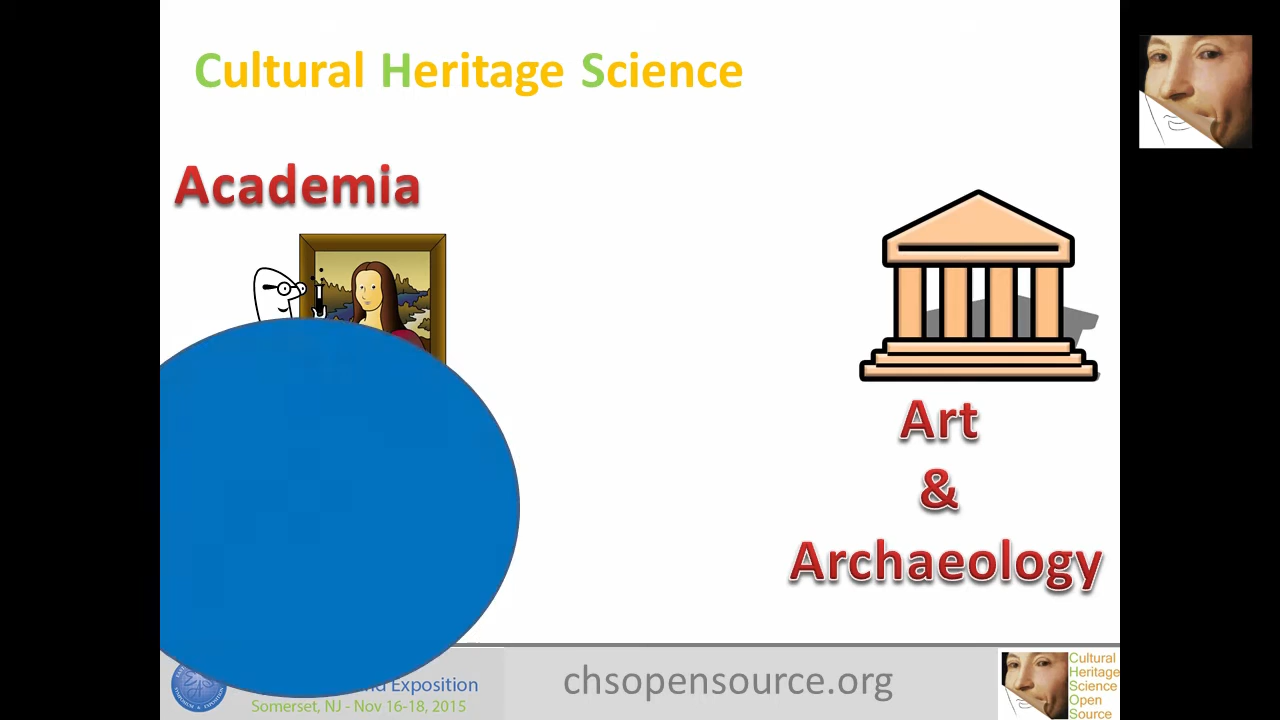 Cultural Heritage Science
Academia
Art
&
Archaeology
Exposition
Somerset, NJ - Nov 16-18, 2015
chsopensource.org
Cultural
Heritage
Science
Open
Source